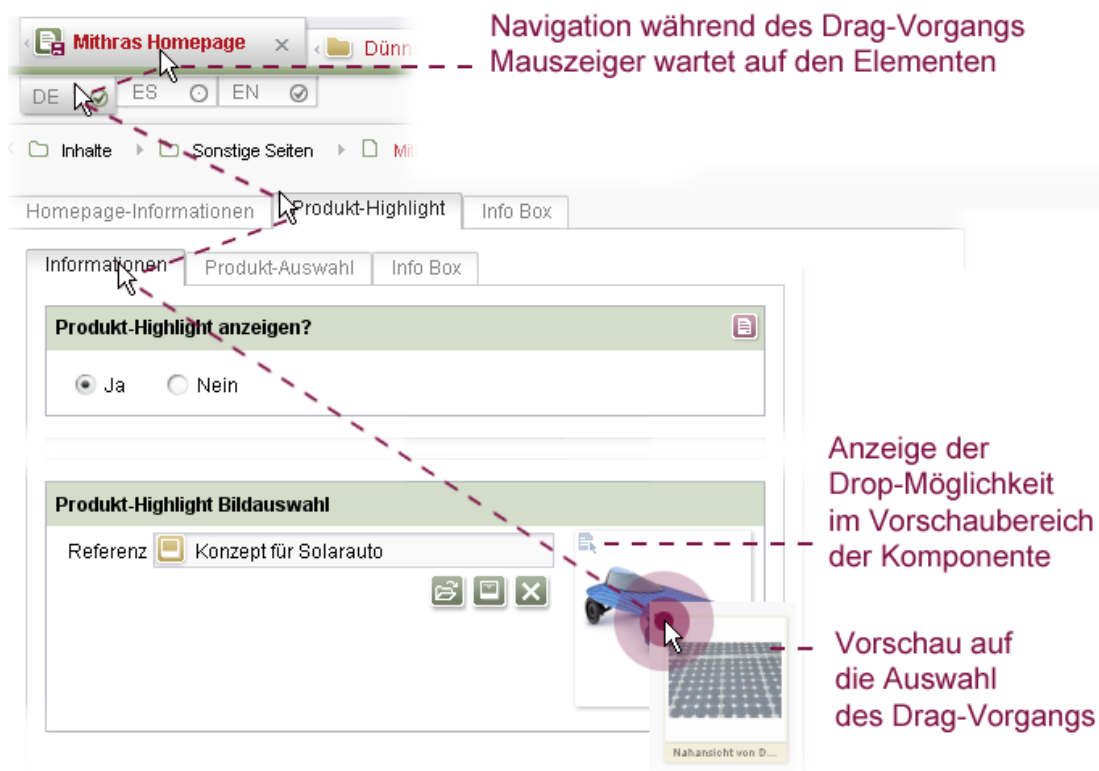 Navigation während des Drag-Vorgangs
Mauszeiger wartet auf den Elementen
Mithras Homepage
DE ES EN
Inhalte Sonstige Seiten
Homepage-Informationen Produkt-Highlight Info Box
Informationen Produkt-Auswahl Info Box
Produkt-Highlight anzeigen?
Ja Nein
Anzeige der
Drop-Möglichkeit
im Vorschaubereich
der Komponente
Produkt-Highlight Bildauswahl
Referenz Konzept für Solarauto
Vorschau auf
die Auswahl
des Drag-Vorgangs
Nahansicht von D...